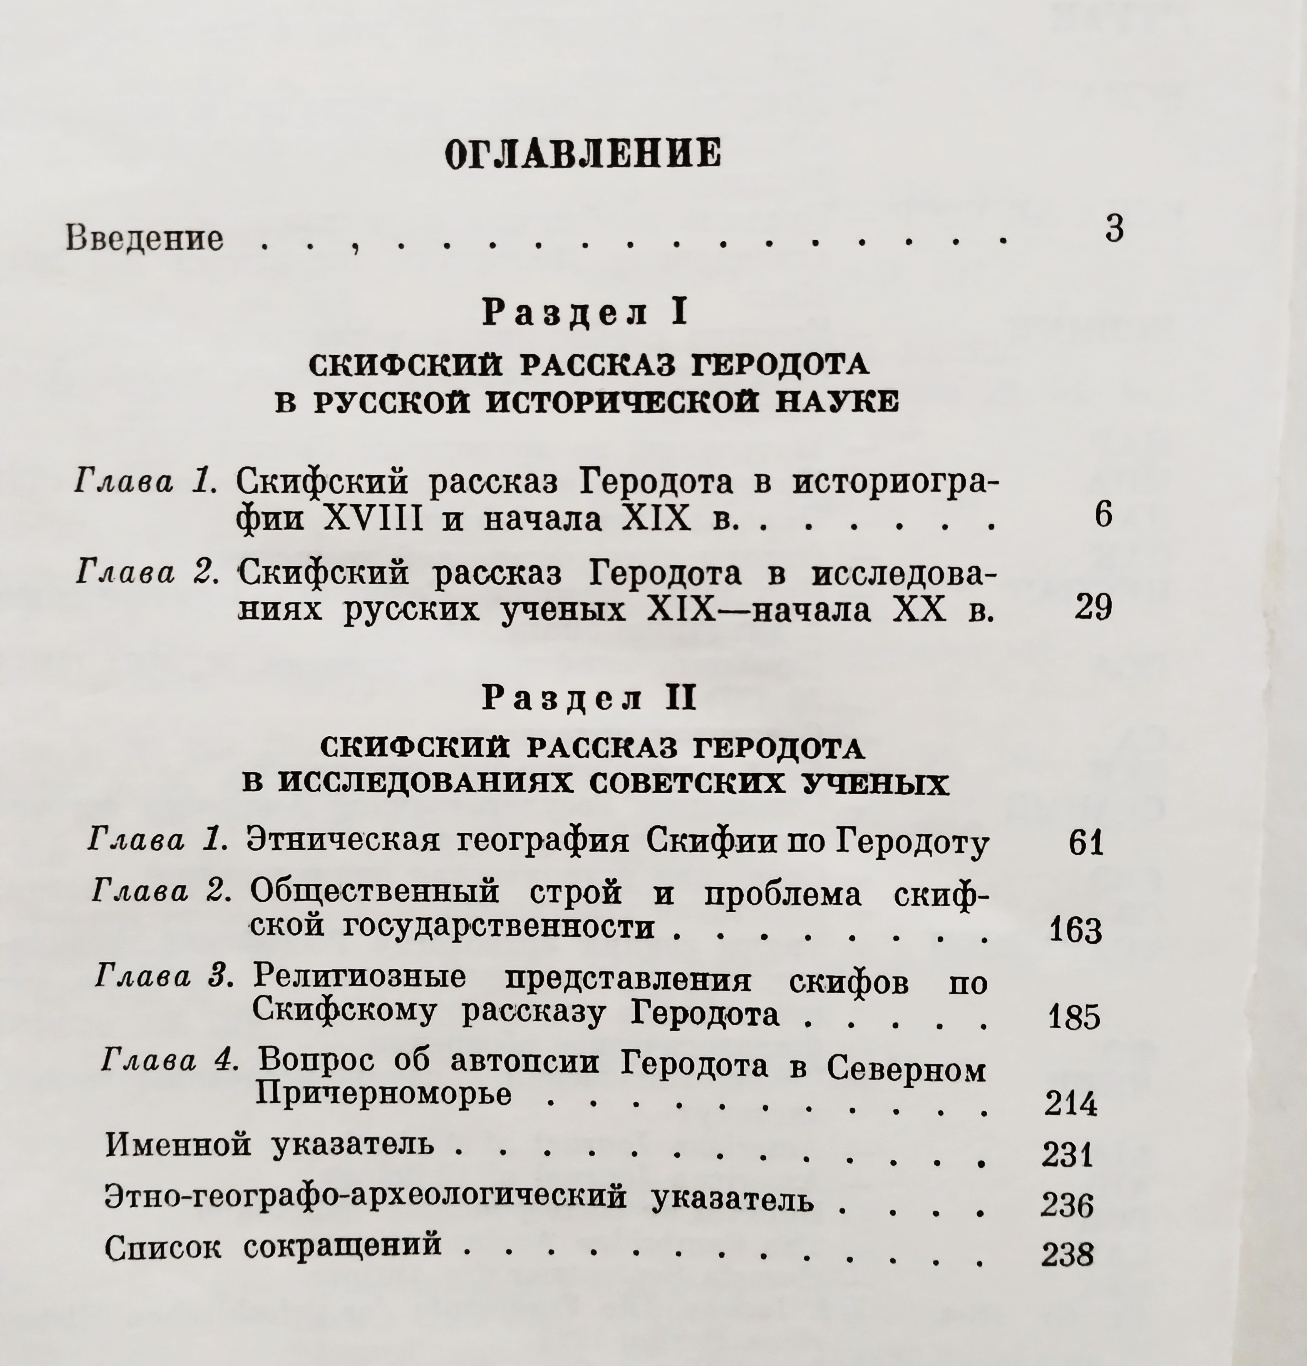 ОГЛАВЛЕНИЕ
Введение . . , . . . . . . . . . . . . . . 3
Раздел I
СКИФСКИЙ РАССКАЗ ГЕРОДОТА
В РУССКОЙ ИСТОРИЧЕСКОЙ НАУКЕ
Глава 1. Скифский рассказ Геродота в историогра-
фии XVIII и начала XIX в. . . . . . . 6
Глава 2. Скифский рассказ Геродота в исследова-
ниях русских ученых XIX—начала XX в. 29
Раздел II
СКИФСКИЙ РАССКАЗ ГЕРОДОТА
В ИССЛЕДОВАНИЯХ СОВЕТСКИХ УЧЕНЫХ
Глава 1. Этническая география Скифии по Геродоту 61
Глава 2. Общественный строй и проблема скиф-
ской государственности . . . . . . . . 163
Глава 3. Религиозные представления скифов по
Скифскому рассказу Геродота . . . . . 185
Глава 4. Вопрос об автопсии Геродота в Северном
Причерноморье . . . . . . . . . . . 214
Именной указатель . . . . . . . . . . . . . 231
Этно-географо-археологический указатель . . . . 236
Список сокращений . . . . . . . . . . . . . 238